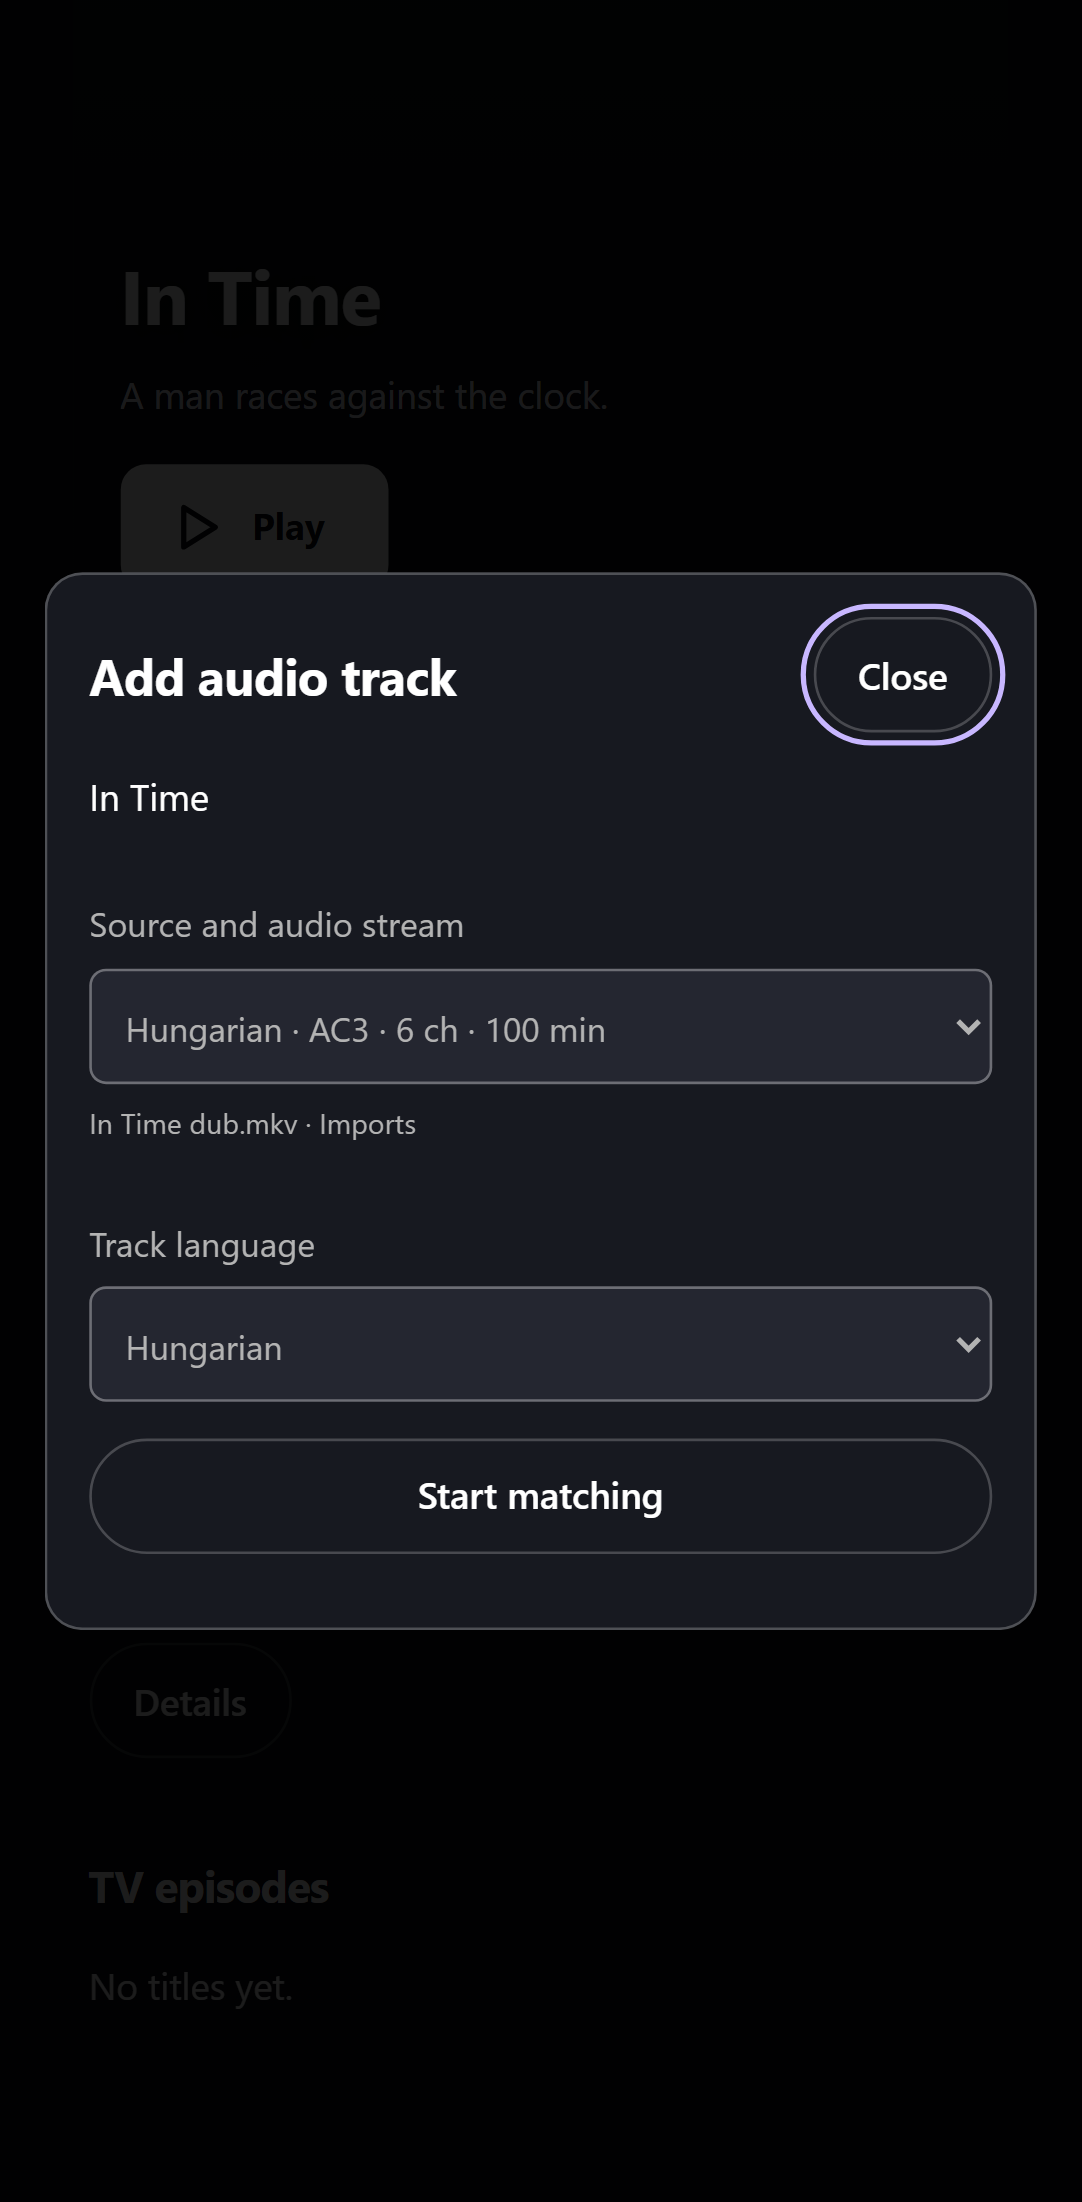 In Time
A man races against the clock.
Play
Add audio track
Close
In Time
Source and audio stream
Hungarian · AC3 · 6 ch · 100 min
In Time dub.mkv · Imports
Track language
Hungarian
Start matching
Details
TV episodes
No titles yet.